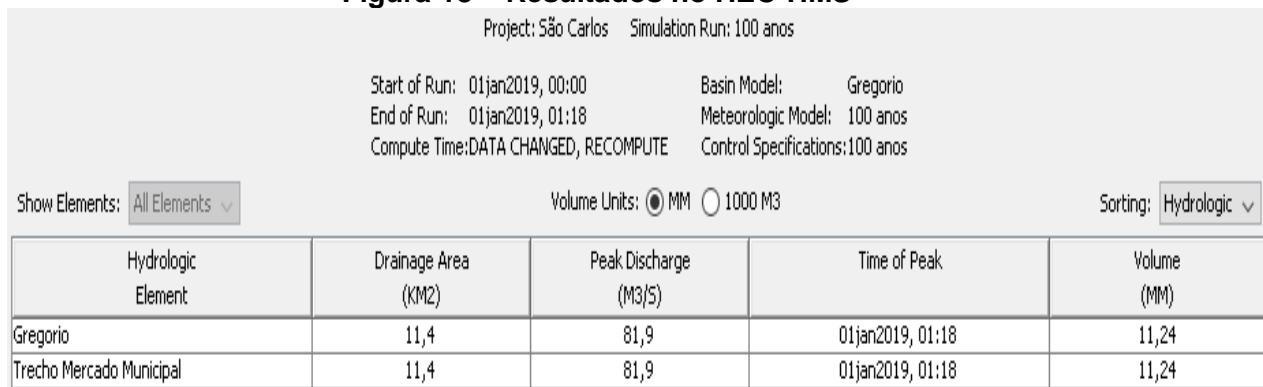 Project: São Carlos Simulation Run: 100 anos
Start of Run: 01jan2019, 00:00 Basin Model: Gregorio
End of Run: 01jan2019, 01:18 Meteorologic Model: 100 anos
Compute Time:DATA CHANGED, RECOMPUTE Control Specifications:100 anos
Show Elements: All Elements Volume Units: MM 1000 M3 Sorting: Hydrologic
Hydrologic Drainage Area Peak Discharge Time of Peak Volume
Element (KM2) (M3/S) (MM)
Gregorio 11,4 81,9 01jan2019, 01:18 11,24
Trecho Mercado Municipal 11,4 81,9 01jan2019, 01:18 11,24